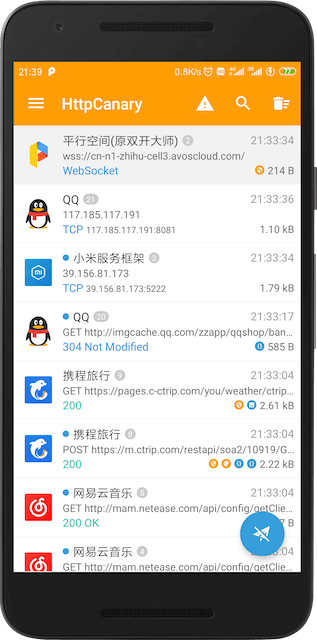 21:39 0.8K/s
HttpCanary
平行空间(原双开大师) 2 21:33:34
wss://cn-n1-zhihu-cell3.avoscloud.com/
WebSocket 214 B
QQ 21 21:33:36
117.185.117.191
TCP 117.185.117.191:8081 1.10 kB
小米服务框架 2 21:33:34
39.156.81.173
TCP 39.156.81.173:5222 1.79 kB
QQ 20 21:33:17
GET http://imgcache.qq.com/zzapp/qqshop/ban...
304 Not Modified 585 B
携程旅行 9 21:33:04
GET https://pages.c-ctrip.com/you/weather/ctrip...
200 2.61 kB
携程旅行 8 21:33:04
POST https://m.ctrip.com/restapi/soa2/10919/G...
200 2.22 kB
网易云音乐 5 21:33:04
GET http://mam.netease.com/api/config/getClie...
200 OK 7 B
网易云音乐 4 21:33:04
GET http://mam.netease.com/api/config/getClie...